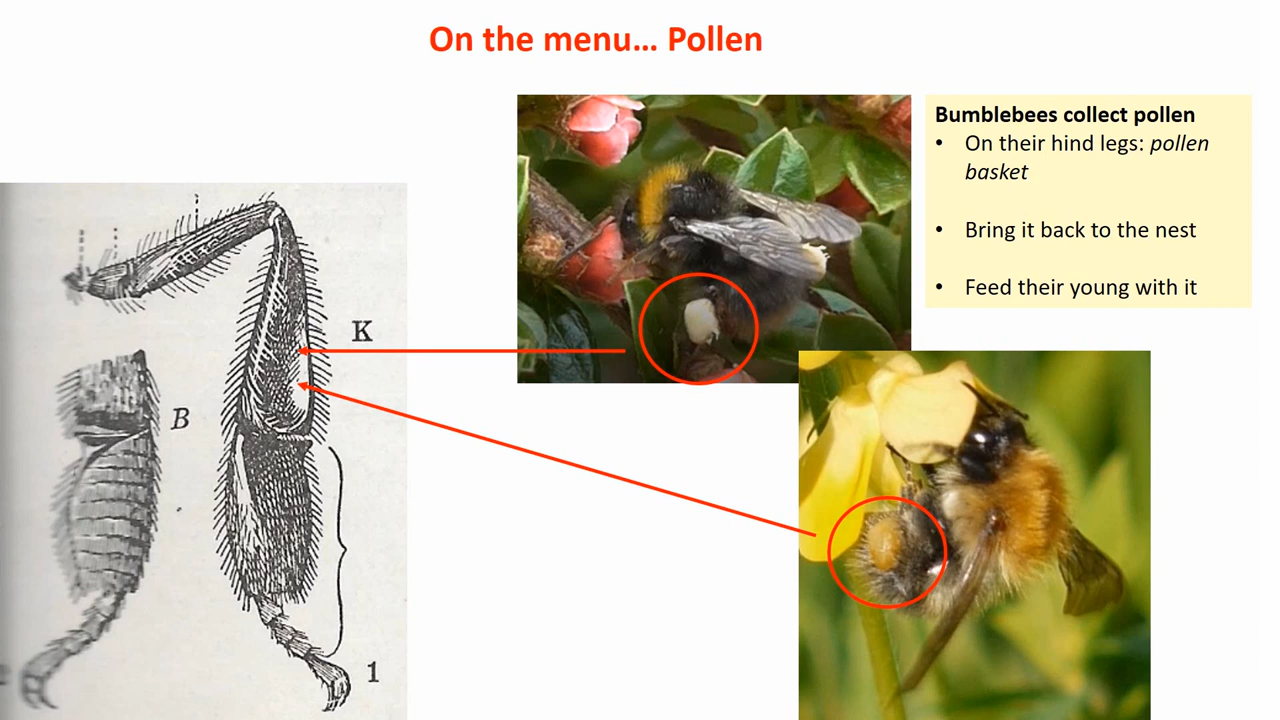 On the menu... Pollen
Bumblebees collect pollen
• On their hind legs: pollen
basket
• Bring it back to the nest
• Feed their young with it
K
B
1